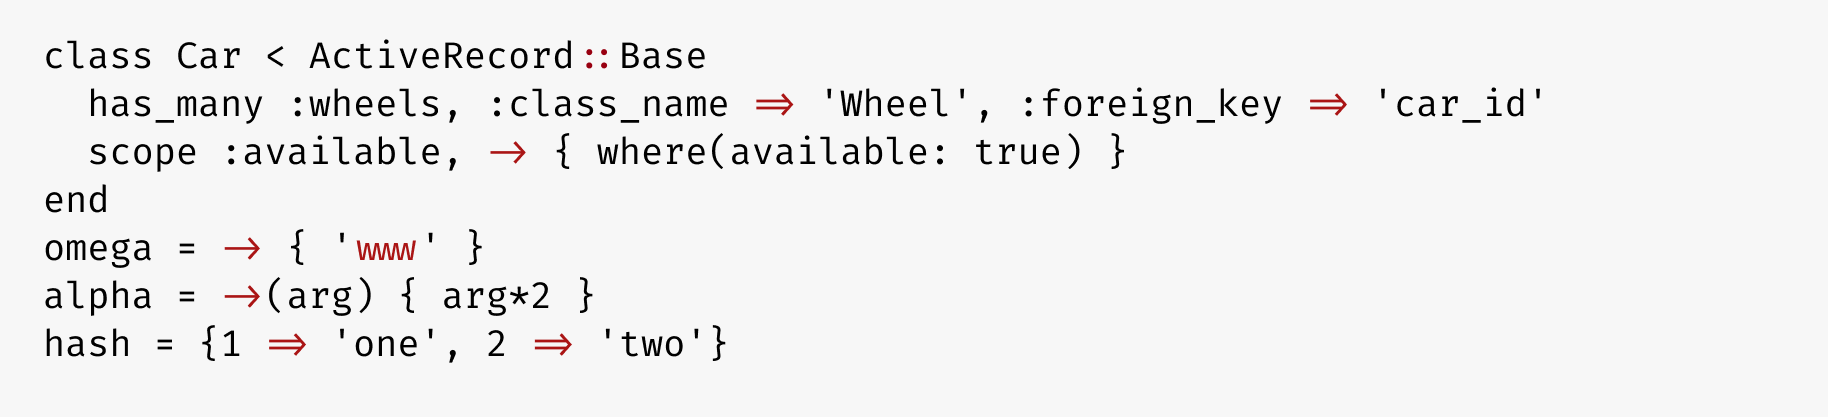 class Car < ActiveRecord::Base
  has_many :wheels, :class_name => 'Wheel', :foreign_key => 'car_id'
  scope :available, -> { where(available: true) }
end
omega = -> { 'www' }
alpha = ->(arg) { arg*2 }
hash = {1 => 'one', 2 => 'two'}